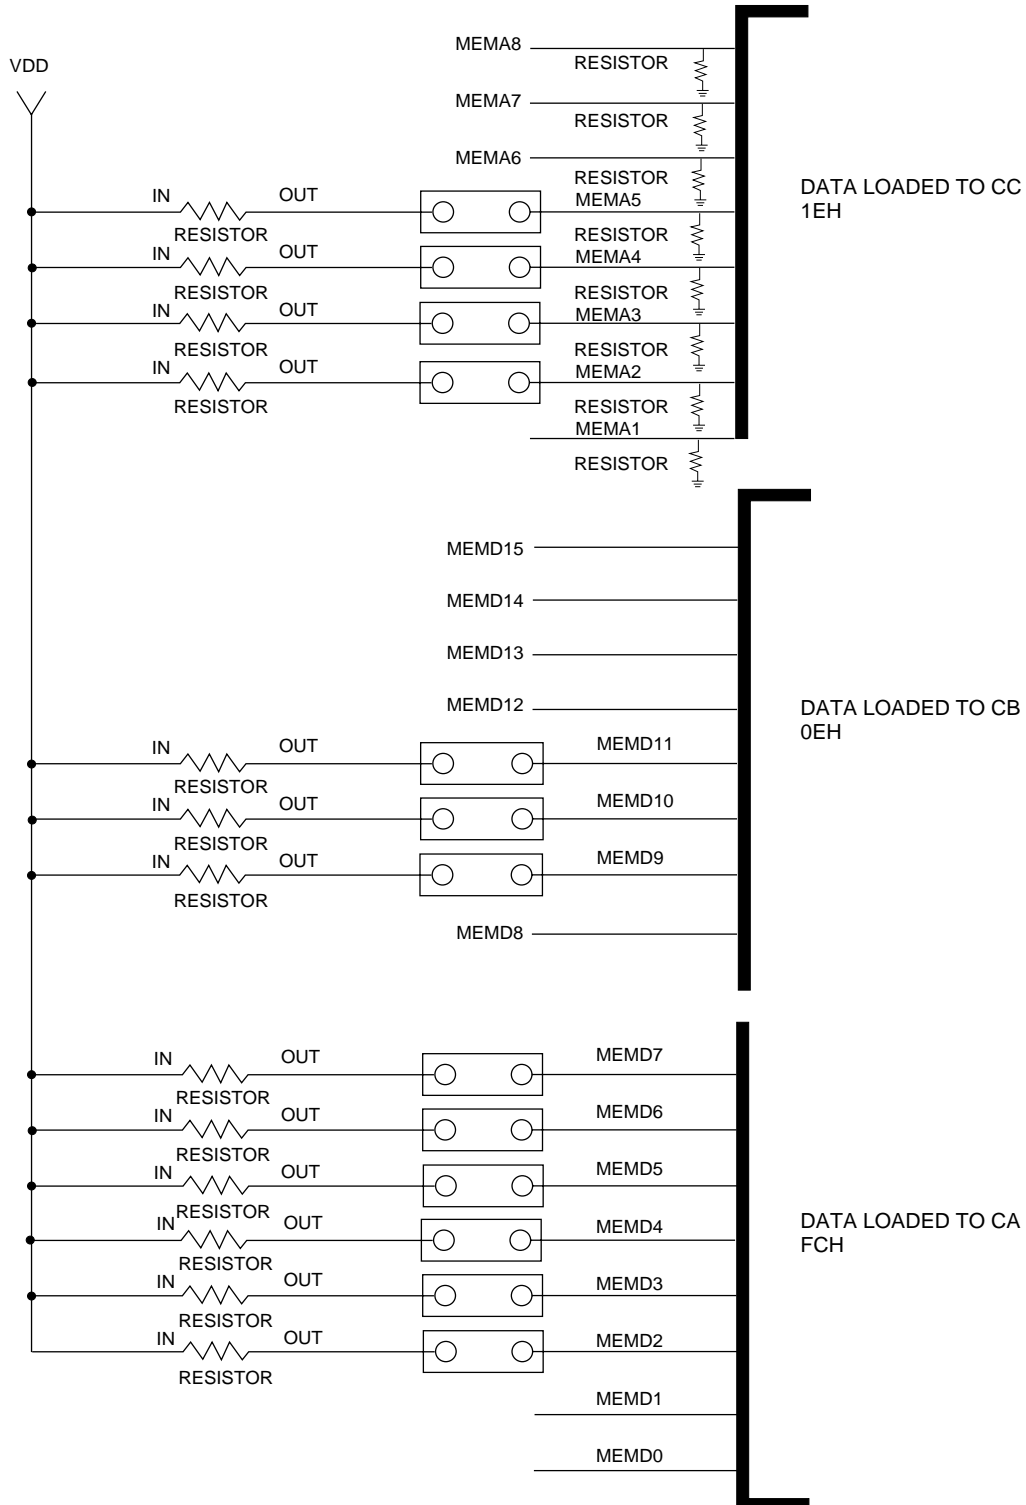 VDD
MEMA8
RESISTOR
MEMA7
RESISTOR
MEMA6
RESISTOR
IN OUT MEMA5
RESISTOR RESISTOR
IN OUT MEMA4
RESISTOR RESISTOR
IN OUT MEMA3
RESISTOR RESISTOR
IN OUT MEMA2
RESISTOR RESISTOR
MEMA1
RESISTOR
DATA LOADED TO CC
1EH
MEMD15
MEMD14
MEMD13
MEMD12
IN OUT MEMD11
RESISTOR
IN OUT MEMD10
RESISTOR
IN OUT MEMD9
RESISTOR
MEMD8
DATA LOADED TO CB
0EH
IN OUT MEMD7
RESISTOR
IN OUT MEMD6
RESISTOR
IN OUT MEMD5
RESISTOR
IN OUT MEMD4
RESISTOR
IN OUT MEMD3
RESISTOR
IN OUT MEMD2
RESISTOR
MEMD1
MEMD0
DATA LOADED TO CA
FCH